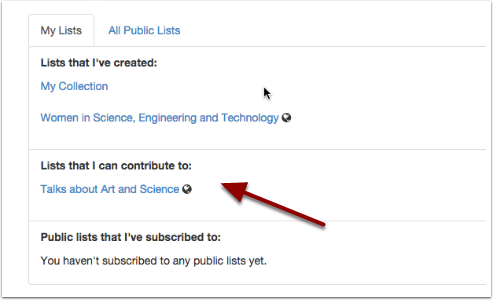 My Lists
All Public Lists
Lists that I've created:
My Collection
Women in Science, Engineering and Technology
Lists that I can contribute to:
Talks about Art and Science
Public lists that I've subscribed to:
You haven't subscribed to any public lists yet.